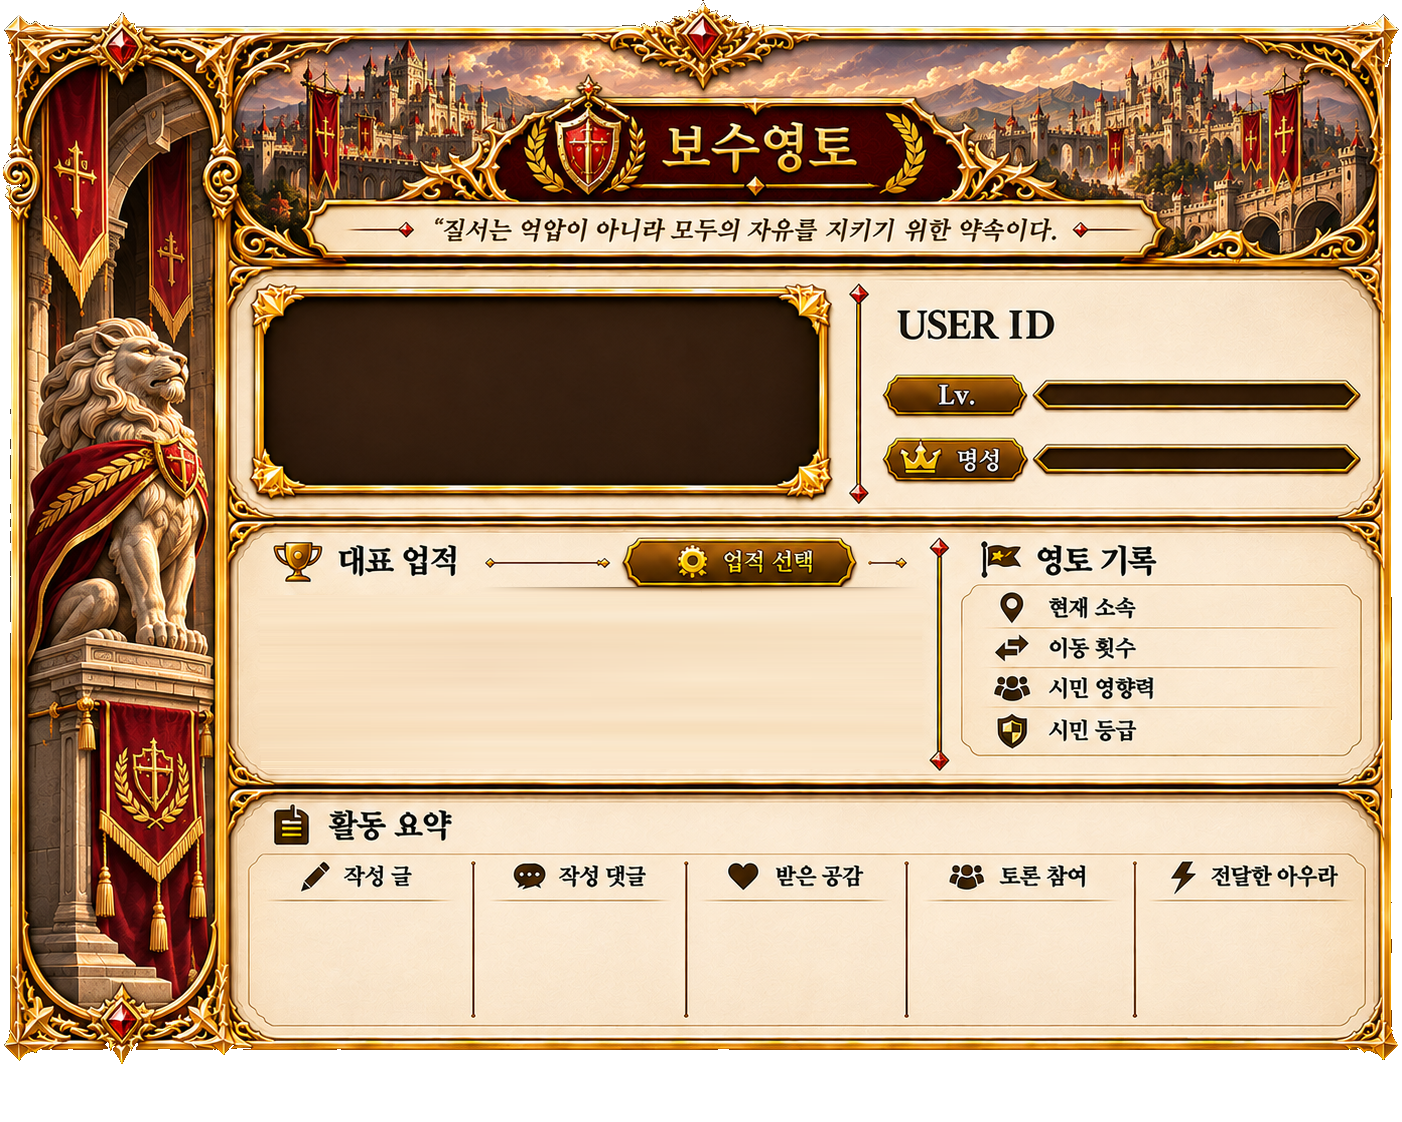 보수영토
“질서는 억압이 아니라 모두의 자유를 지키기 위한 약속이다.
USER ID
Lv.
명성
대표 업적
업적 선택
영토 기록
현재 소속
이동 횟수
시민 영향력
시민 등급
활동 요약
작성 글
작성 댓글
받은 공감
토론 참여
전달한 아우라